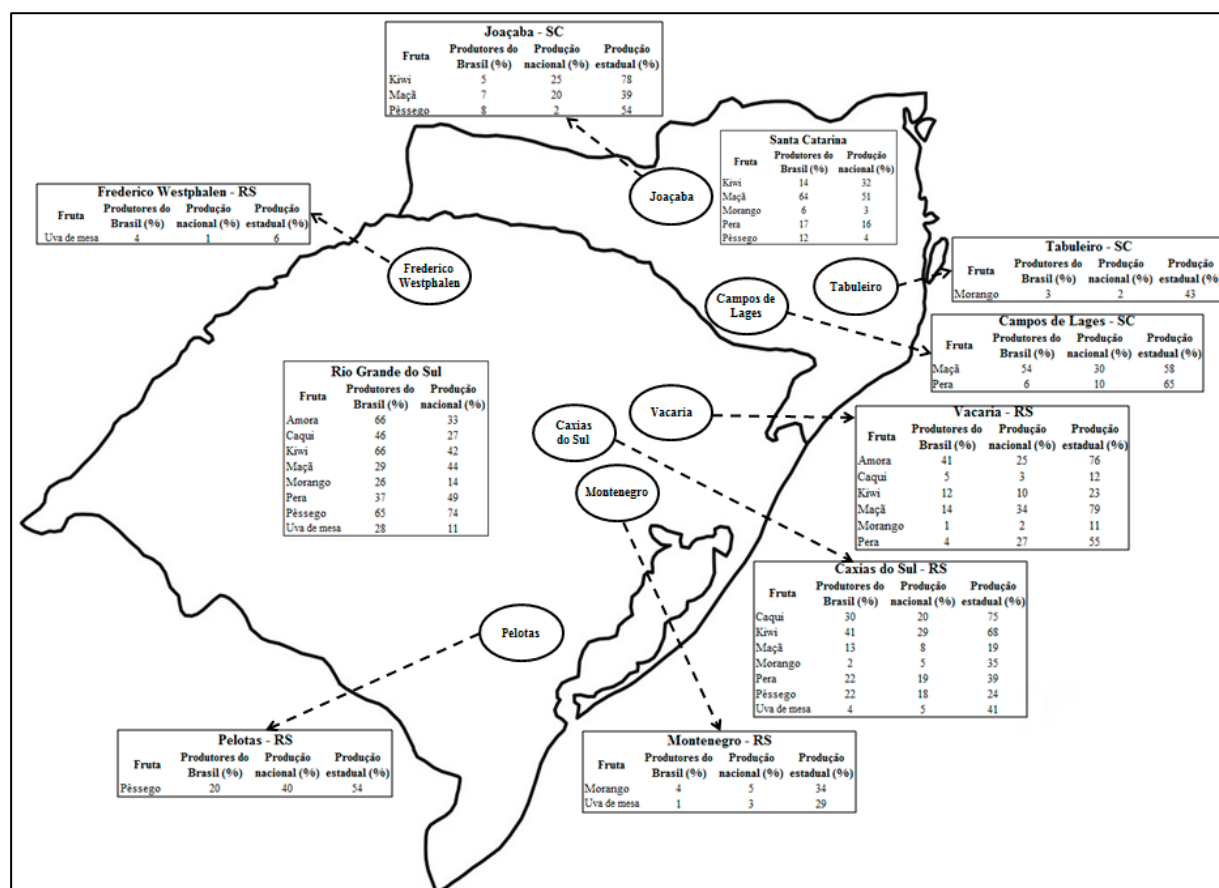 Joaçaba - SC
Fruta Produtores do Brasil (%) Produção nacional (%) Produção estadual (%)
Kiwi 5 25 78
Maçã 7 20 39
Pêssego 8 2 54
Santa Catarina
Fruta Produtores do Brasil (%) Produção nacional (%)
Kiwi 14 32
Maçã 64 51
Morango 6 3
Pera 17 16
Pêssego 12 4
Joaçaba
Frederico Westphalen - RS
Fruta Produtores do Brasil (%) Produção nacional (%) Produção estadual (%)
Uva de mesa 4 1 6
Frederico
Westphalen
Tabuleiro
Tabuleiro - SC
Fruta Produtores do Brasil (%) Produção nacional (%) Produção estadual (%)
Morango 3 2 43
Campos de
Lages
Campos de Lages - SC
Fruta Produtores do Brasil (%) Produção nacional (%) Produção estadual (%)
Maçã 54 30 58
Pera 6 10 65
Rio Grande do Sul
Fruta Produtores do Brasil (%) Produção nacional (%)
Amora 66 33
Caqui 46 27
Kiwi 66 42
Maçã 29 44
Morango 26 14
Pera 37 49
Pêssego 65 74
Uva de mesa 28 11
Vacaria
Caxias
do Sul
Montenegro
Vacaria - RS
Fruta Produtores do Brasil (%) Produção nacional (%) Produção estadual (%)
Amora 41 25 76
Caqui 5 3 12
Kiwi 12 10 23
Maçã 14 34 79
Morango 1 2 11
Pera 4 27 55
Caxias do Sul - RS
Fruta Produtores do Brasil (%) Produção nacional (%) Produção estadual (%)
Caqui 30 20 75
Kiwi 41 29 68
Maçã 13 8 19
Morango 2 5 35
Pera 22 19 39
Pêssego 22 18 24
Uva de mesa 4 5 41
Pelotas
Pelotas - RS
Fruta Produtores do Brasil (%) Produção nacional (%) Produção estadual (%)
Pêssego 20 40 54
Montenegro - RS
Fruta Produtores do Brasil (%) Produção nacional (%) Produção estadual (%)
Morango 4 5 34
Uva de mesa 1 3 29